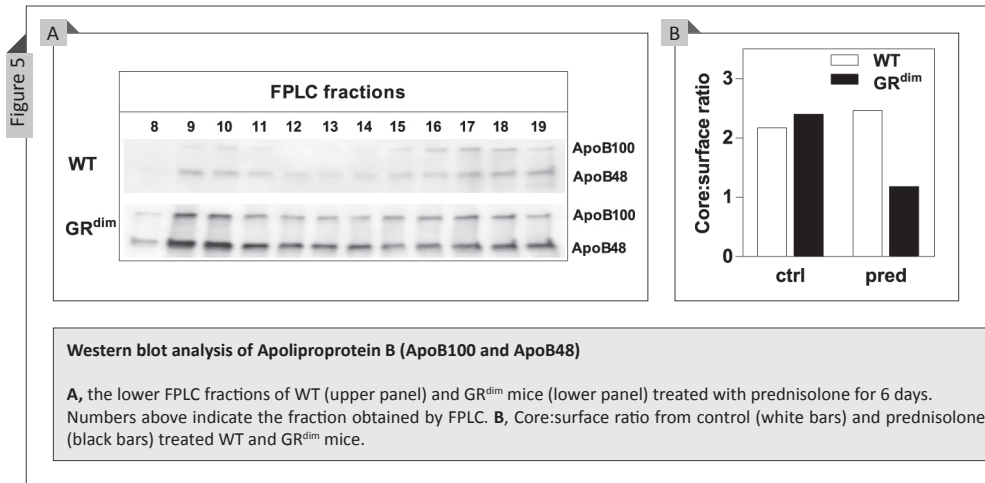 Figure 5
A
FPLC fractions
8 9 10 11 12 13 14 15 16 17 18 19
WT
ApoB100
ApoB48
GRdim
ApoB100
ApoB48
B
WT
GRdim
Core:surface ratio
3
2
1
0
ctrl pred
Western blot analysis of Apoliproprotein B (ApoB100 and ApoB48)
A, the lower FPLC fractions of WT (upper panel) and GRdim mice (lower panel) treated with prednisolone for 6 days.
Numbers above indicate the fraction obtained by FPLC. B, Core:surface ratio from control (white bars) and prednisolone
(black bars) treated WT and GRdim mice.